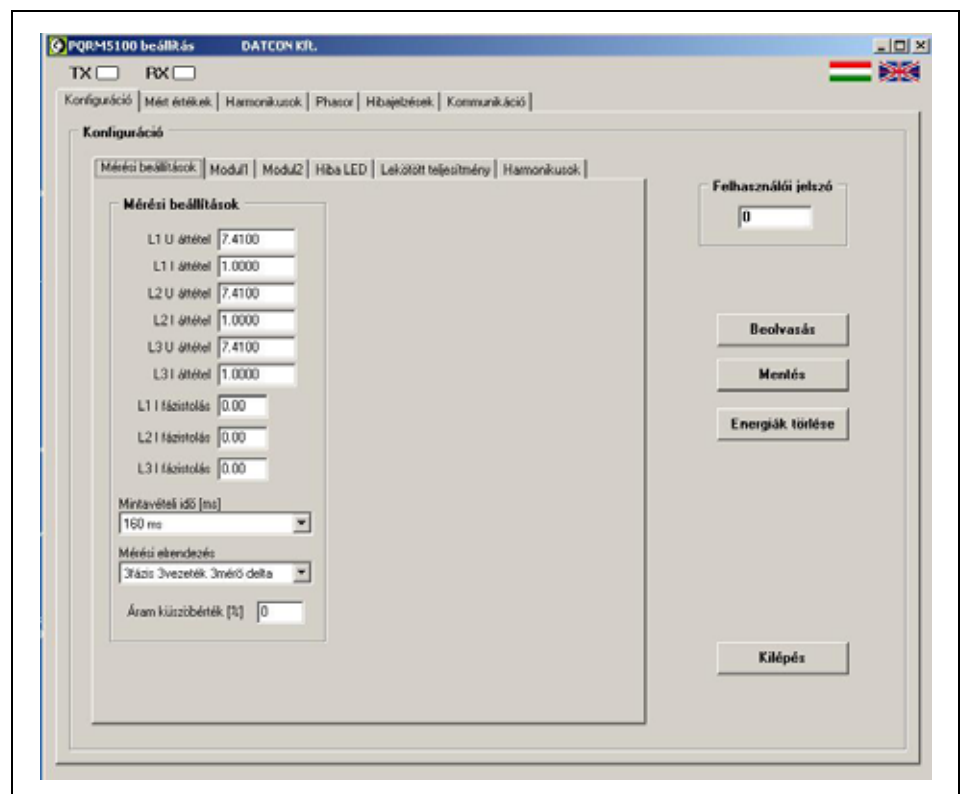 PQRM5100 beállítás DATCON Kft.
TX RX
Konfiguráció Mért értékek Harmonikusok Phasor Hibajelzések Kommunikáció
Konfiguráció
Mérési beállítások Modul1 Modul2 Hiba LED Lekötött teljesítmény Harmonikusok
Mérési beállítások
L1 U áttétel 7.4100
L1 I áttétel 1.0000
L2 U áttétel 7.4100
L2 I áttétel 1.0000
L3 U áttétel 7.4100
L3 I áttétel 1.0000
L1 I fázistolás 0.00
L2 I fázistolás 0.00
L3 I fázistolás 0.00
Mintavételi idő [ms]
160 ms
Mérési elrendezés
3fázis 3vezeték 3mérő delta
Áram küszöbérték [%] 0
Felhasználói jelszó
0
Beolvasás
Mentés
Energiák törlése
Kilépés